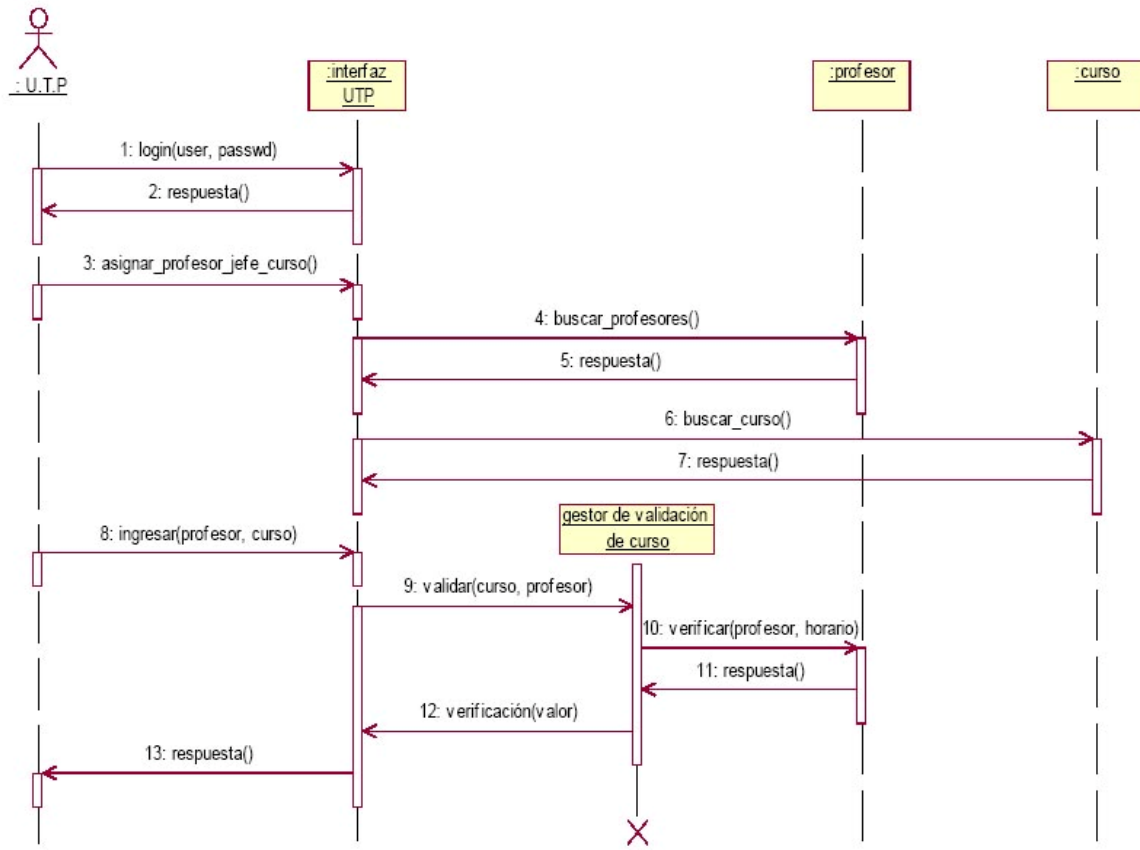 : U.T.P
:interfaz
UTP
:profesor
:curso
1: login(user, passwd)
2: respuesta()
3: asignar_profesor_jefe_curso()
4: buscar_profesores()
5: respuesta()
6: buscar_curso()
7: respuesta()
gestor de validación
de curso
8: ingresar(profesor, curso)
9: validar(curso, profesor)
10: verificar(profesor, horario)
11: respuesta()
12: verificación(valor)
13: respuesta()